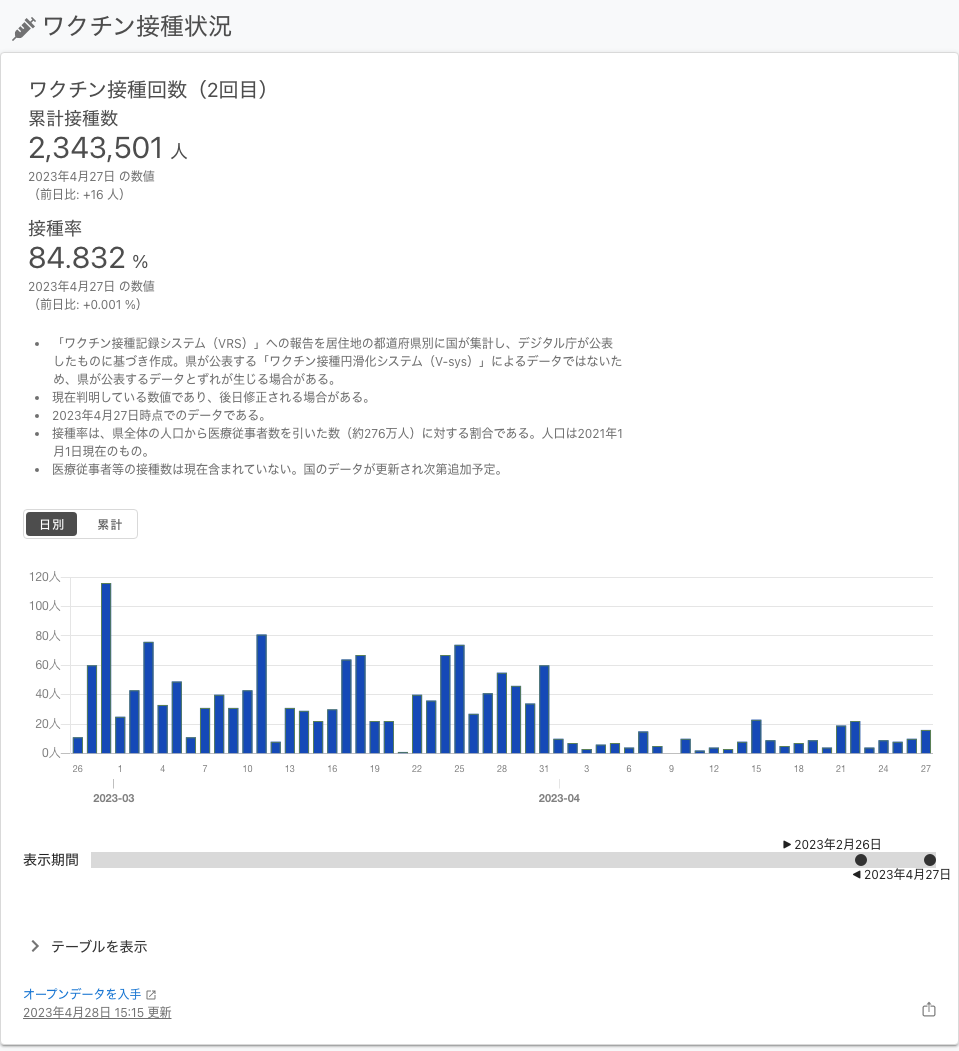 ワクチン接種状況
ワクチン接種回数（2回目）
累計接種数
2,343,501 人
2023年4月27日 の数値
（前日比: +16 人）
接種率
84.832 %
2023年4月27日 の数値
（前日比: +0.001 %）
• 「ワクチン接種記録システム（VRS）」への報告を居住地の都道府県別に国が集計し、デジタル庁が公表
したものに基づき作成。県が公表する「ワクチン接種円滑化システム（V-sys）」によるデータではないた
め、県が公表するデータとずれが生じる場合がある。
• 現在判明している数値であり、後日修正される場合がある。
• 2023年4月27日時点でのデータである。
• 接種率は、県全体の人口から医療従事者数を引いた数（約276万人）に対する割合である。人口は2021年1
月1日現在のもの。
• 医療従事者等の接種数は現在含まれていない。国のデータが更新され次第追加予定。
日別 累計
120人
100人
80人
60人
40人
20人
0人
26 1 4 7 10 13 16 19 22 25 28 31 3 6 9 12 15 18 21 24 27
2023-03 2023-04
▶ 2023年2月26日
表示期間
◀ 2023年4月27日
テーブルを表示
オープンデータを入手
2023年4月28日 15:15 更新